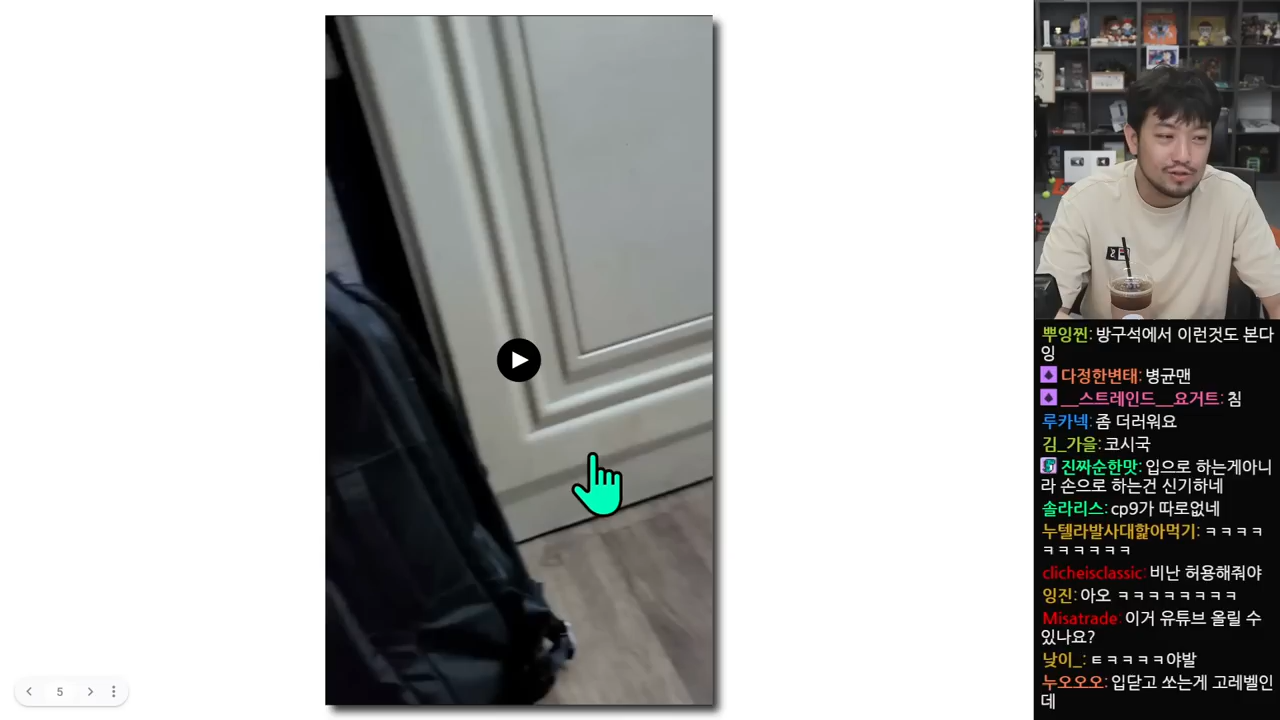 5
뿌잉찐: 방구석에서 이런것도 본다
잉
다정한변태: 병균맨
__스트레인드__요거트: 침
루카넥: 좀 더러워요
김_가을: 코시국
진짜순한맛: 입으로 하는게아니
라 손으로 하는건 신기하네
솔라리스: cp9가 따로없네
누텔라발사대핥아먹기: ㅋㅋㅋㅋ
ㅋㅋㅋㅋㅋㅋ
clicheisclassic: 비난 허용해줘야
잉진: 아오 ㅋㅋㅋㅋㅋㅋㅋㅋ
Misatrade: 이거 유튜브 올릴 수
있나요?
낮이_: ㅌㅋㅋㅋㅋ야발
누오오오: 입닫고 쏘는게 고레벨인
데